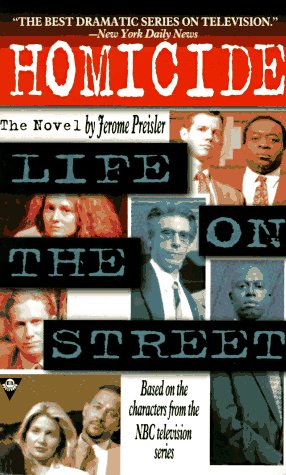 "THE BEST DRAMATIC SERIES ON TELEVISION."
—New York Daily News
HOMICIDE
The Novel by Jerome Preisler
LIFE
ON
THE
STREET
Based on the
characters from the
NBC television
series